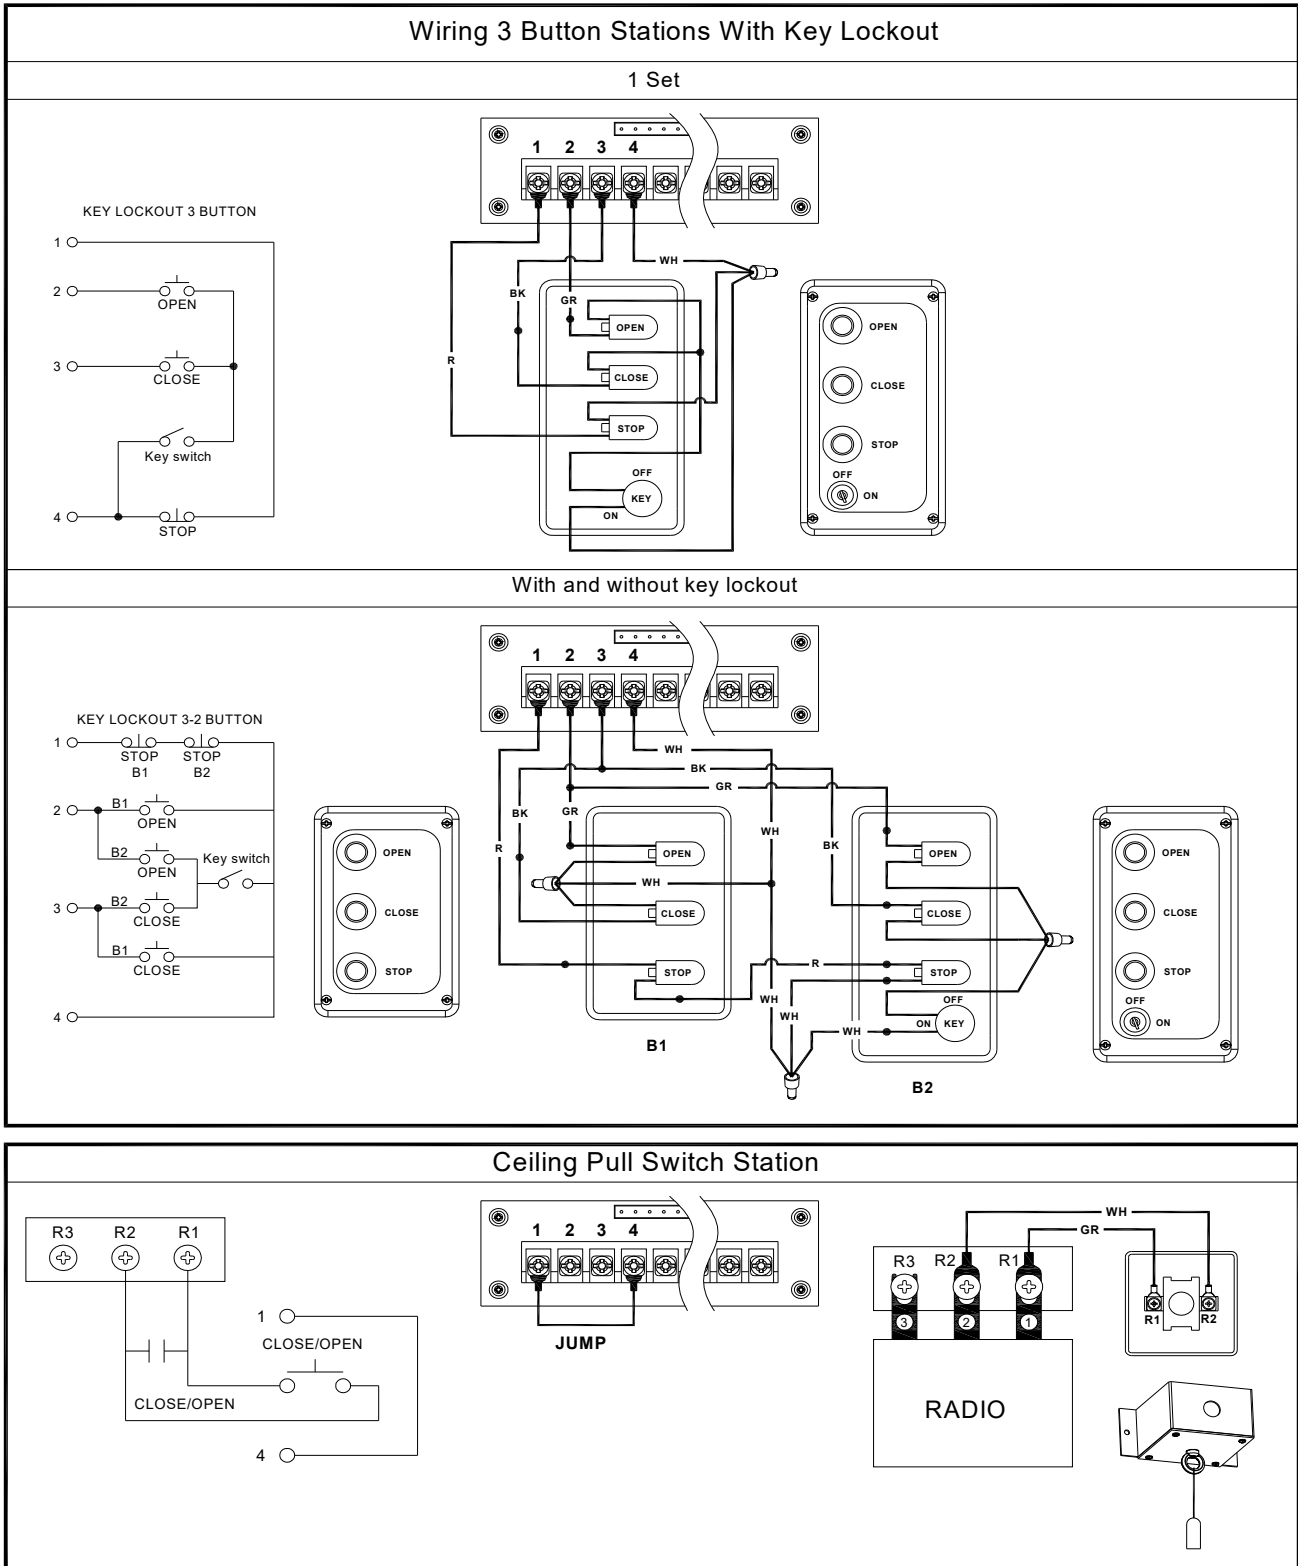 Wiring 3 Button Stations With Key Lockout
1 Set
1 2 3 4
KEY LOCKOUT 3 BUTTON
1
2
OPEN
3
CLOSE
Key switch
4
STOP
WH
BK
GR
R
OPEN
CLOSE
STOP
OFF
KEY
ON
OPEN
CLOSE
STOP
OFF
ON
With and without key lockout
1 2 3 4
KEY LOCKOUT 3-2 BUTTON
1
STOP STOP
B1 B2
2
B1
OPEN
B2
OPEN
Key switch
3
B2
CLOSE
B1
CLOSE
4
OPEN
CLOSE
STOP
WH
BK
GR
BK
GR
R
WH
BK
OPEN
WH
CLOSE
STOP
R
WH
WH
WH
B1
OPEN
CLOSE
STOP
OFF
ON KEY
B2
OPEN
CLOSE
STOP
OFF
ON
Ceiling Pull Switch Station
R3 R2 R1
1
CLOSE/OPEN
CLOSE/OPEN
4
1 2 3 4
JUMP
WH
GR
R3 R2 R1
3 2 1
RADIO
R1 R2